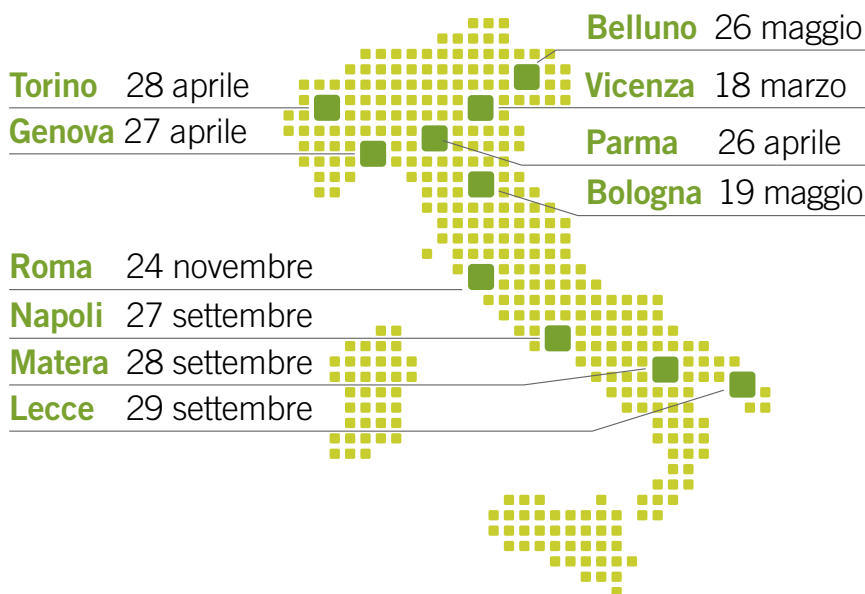 Belluno 26 maggio
Torino 28 aprile
Vicenza 18 marzo
Genova 27 aprile
Parma 26 aprile
Bologna 19 maggio
Roma 24 novembre
Napoli 27 settembre
Matera 28 settembre
Lecce 29 settembre